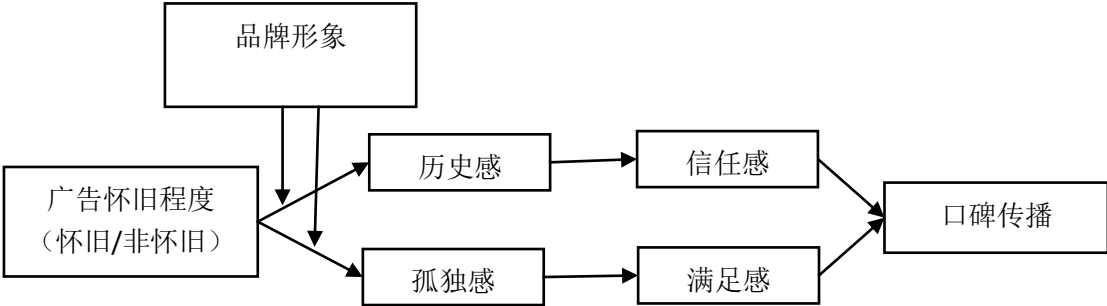 品牌形象
历史感
信任感
广告怀旧程度
（怀旧/非怀旧）
口碑传播
孤独感
满足感